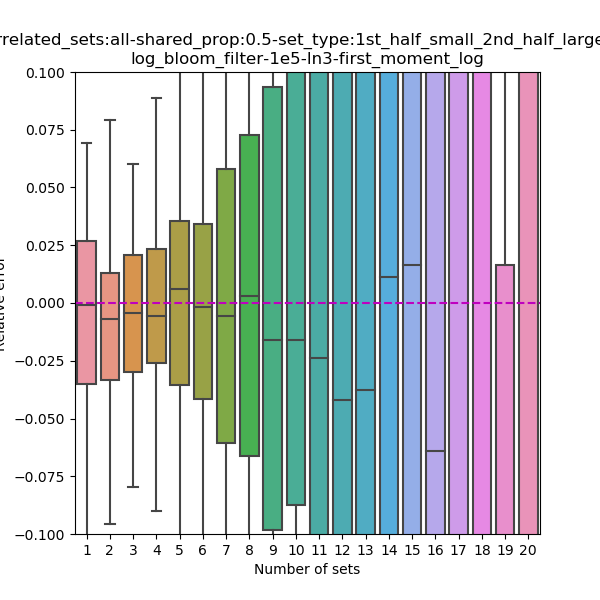 rrelated_sets:all-shared_prop:0.5-set_type:1st_half_small_2nd_half_large
log_bloom_filter-1e5-ln3-first_moment_log
0.100
0.075
0.050
0.025
0.000
−0.025
−0.050
−0.075
−0.100
Relative error
1 2 3 4 5 6 7 8 9 10 11 12 13 14 15 16 17 18 19 20
Number of sets